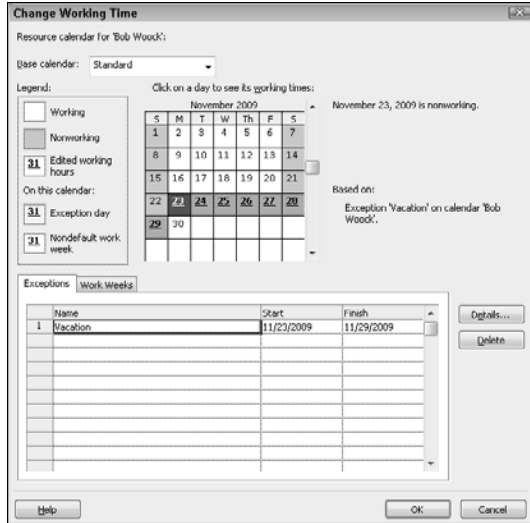 Change Working Time
Resource calendar for 'Bob Woock':
Base calendar: Standard
Legend:
Working
Nonworking
31 Edited working hours
On this calendar:
31 Exception day
31 Nondefault work week
Click on a day to see its working times:
November 2009
S M T W Th F S
1 2 3 4 5 6 7
8 9 10 11 12 13 14
15 16 17 18 19 20 21
22 23 24 25 26 27 28
29 30
November 23, 2009 is nonworking.
Based on:
Exception 'Vacation' on calendar 'Bob
Woock'.
Exceptions Work Weeks
Name Start Finish
1 Vacation 11/23/2009 11/29/2009
Details...
Delete
Help OK Cancel